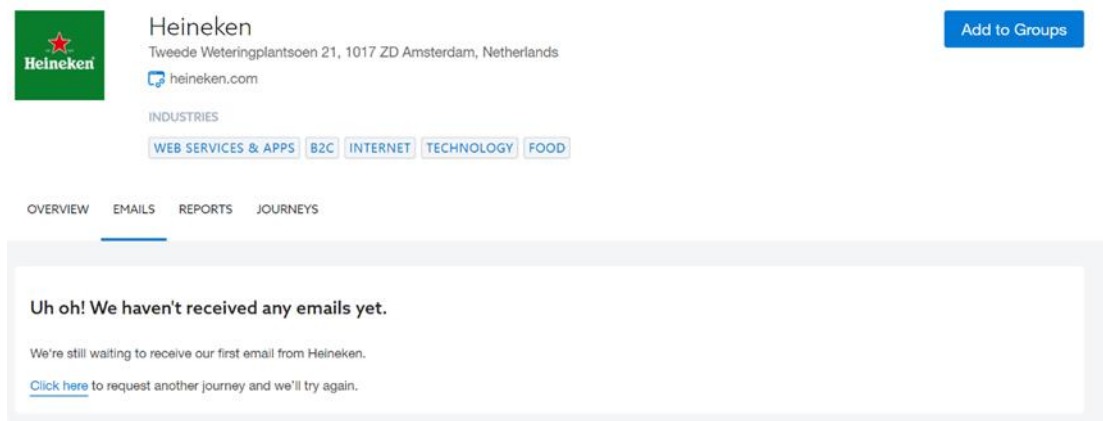 Heineken
Heineken
Tweede Weteringplantsoen 21, 1017 ZD Amsterdam, Netherlands
heineken.com
INDUSTRIES
WEB SERVICES & APPS B2C INTERNET TECHNOLOGY FOOD
Add to Groups
OVERVIEW EMAILS REPORTS JOURNEYS
Uh oh! We haven't received any emails yet.
We're still waiting to receive our first email from Heineken.
Click here to request another journey and we'll try again.